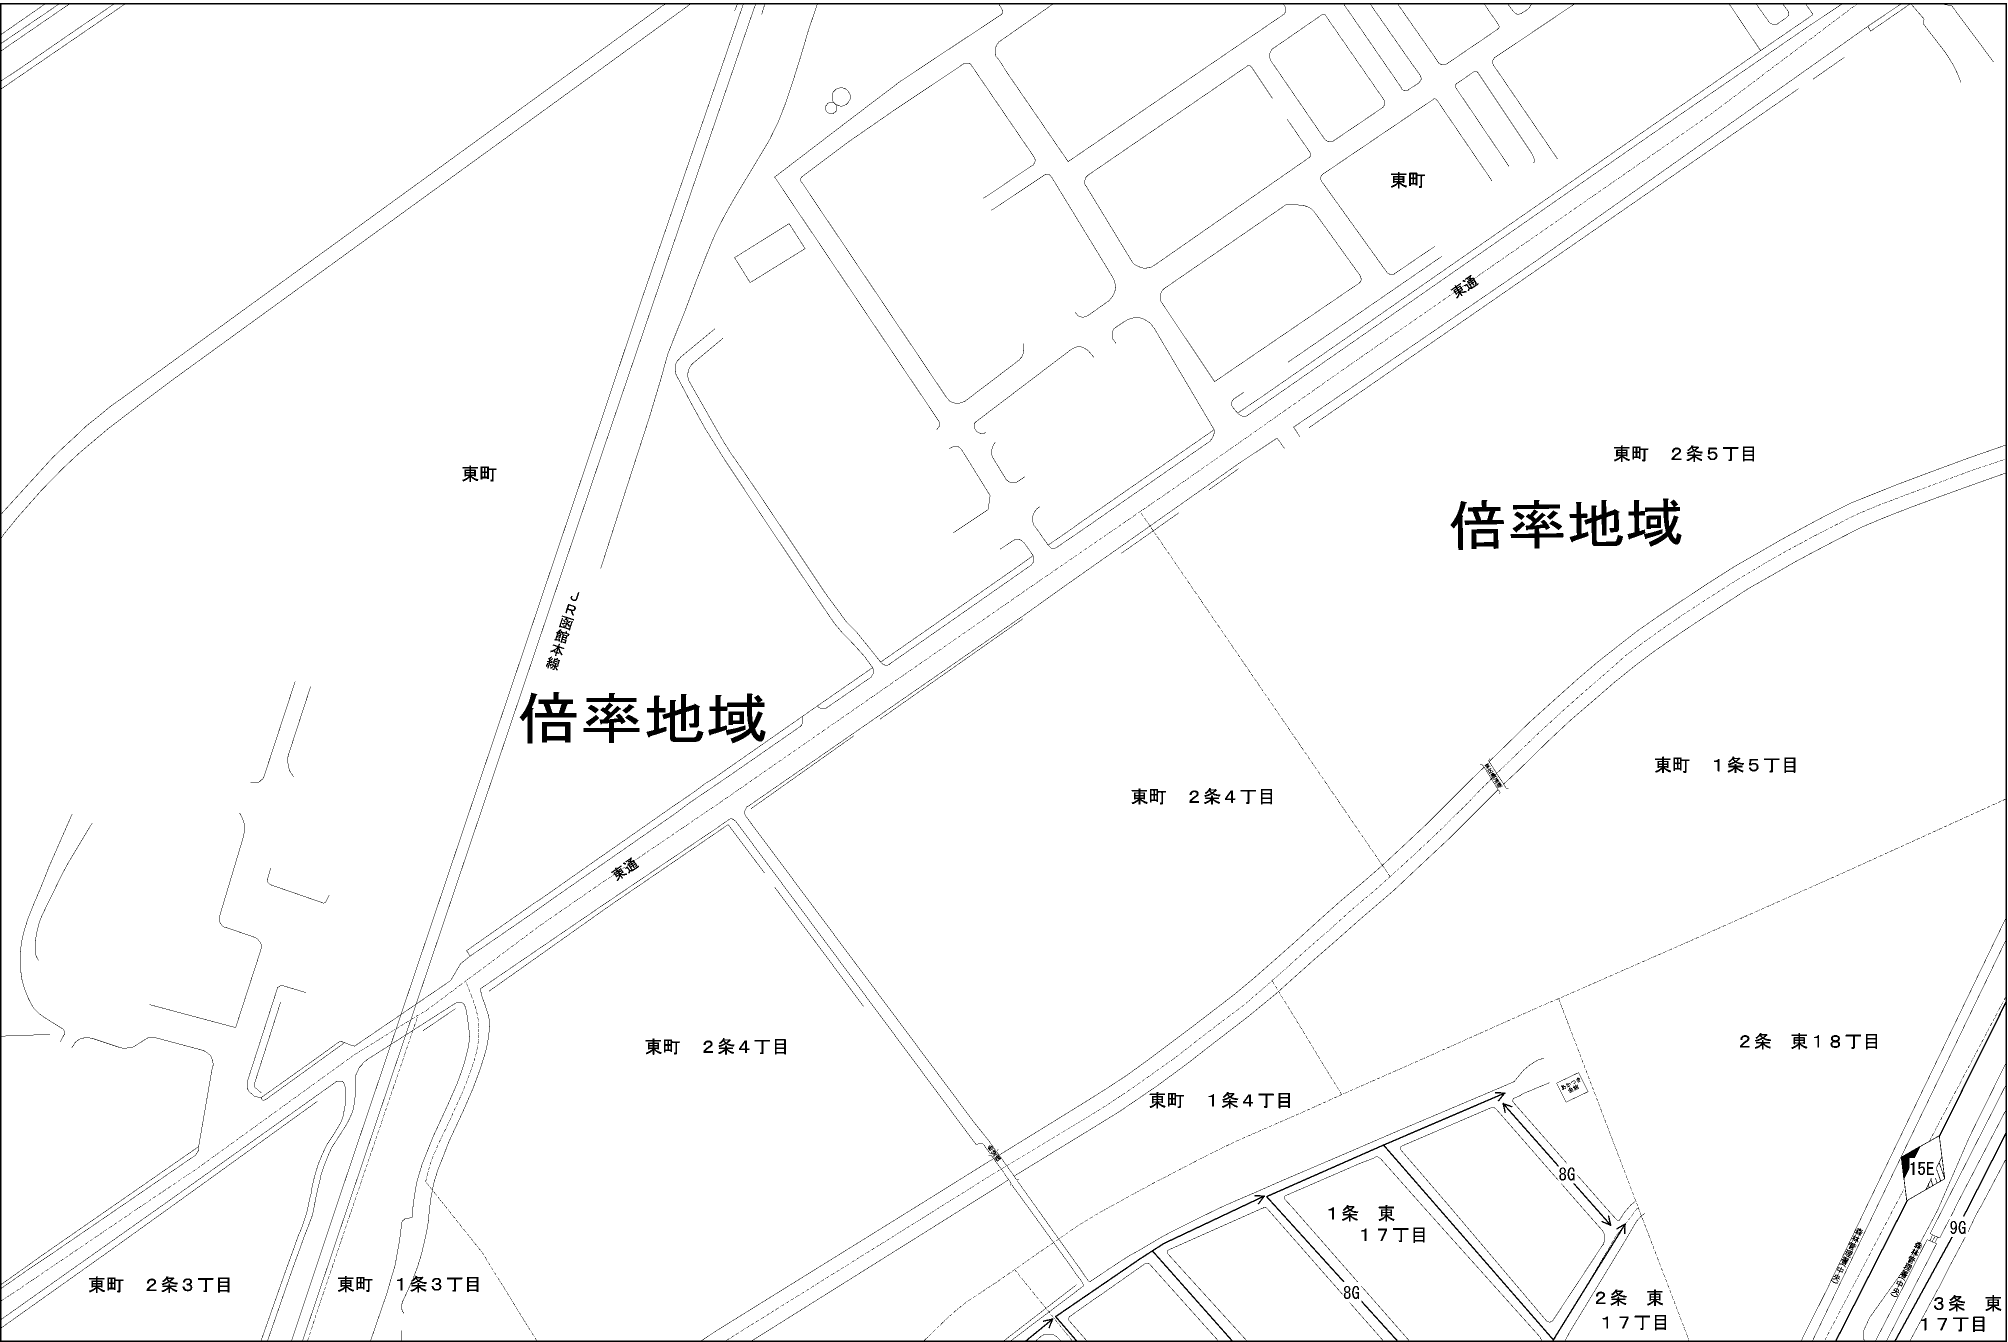 東町
東通
東町　２条５丁目
倍率地域
東町
ＪＲ函館本線
倍率地域
東町　１条５丁目
東町　２条４丁目
東通
東町　２条４丁目
２条　東１８丁目
東町　１条４丁目
8G
15E
１条　東
１７丁目
9G
東町　２条３丁目
東町　１条３丁目
8G
２条　東
１７丁目
３条　東
１７丁目